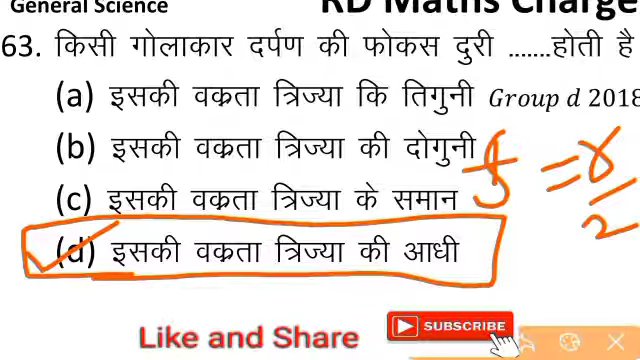 General Science
RD Maths Charge
63. किसी गोलाकार दर्पण की फोकस दुरी .......होती है
(a) इसकी वक्रता त्रिज्या कि तिगुनी Group d 2018
(b) इसकी वक्रता त्रिज्या की दोगुनी
(c) इसकी वक्रता त्रिज्या के समान
(d) इसकी वक्रता त्रिज्या की आधी
f = r/2
Like and Share
SUBSCRIBE